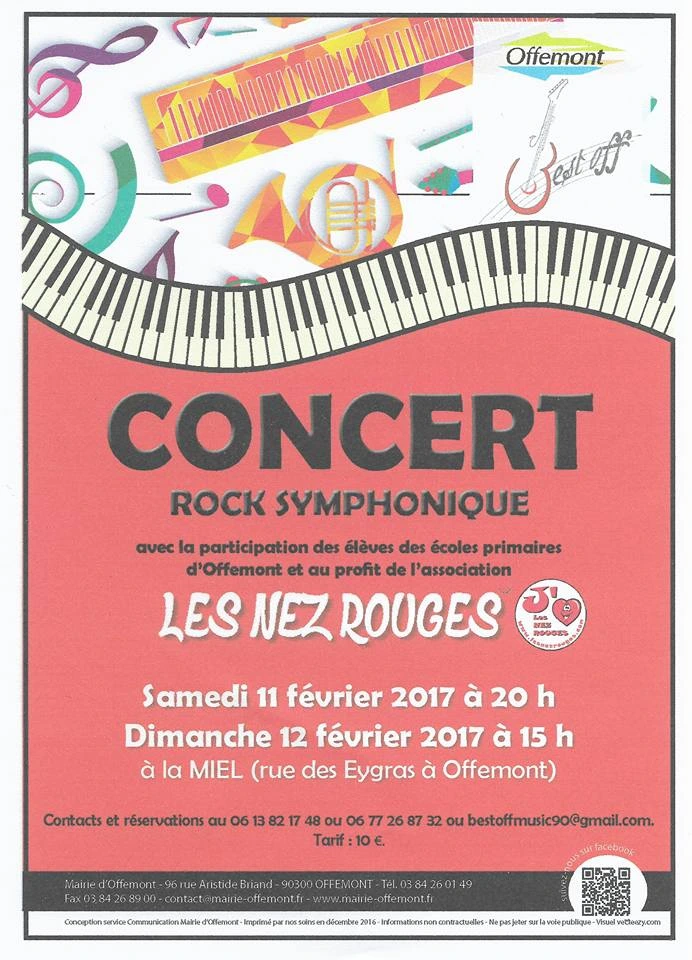 Offemont
Best off
CONCERT
ROCK SYMPHONIQUE
avec la participation des élèves des écoles primaires
d'Offemont et au profit de l'association
LES NEZ ROUGES
J'
Les
NEZ
ROUGES
www.lesnezrouges.com
Samedi 11 février 2017 à 20 h
Dimanche 12 février 2017 à 15 h
à la MIEL (rue des Eygras à Offemont)
Contacts et réservations au 06 13 82 17 48 ou 06 77 26 87 32 ou bestoffmusic90@gmail.com.
Tarif : 10 €.
suivez-nous sur facebook
Mairie d'Offemont - 96 rue Aristide Briand - 90300 OFFEMONT - Tél. 03 84 26 01 49
Fax 03 84 26 89 00 - contact@mairie-offemont.fr - www.mairie-offemont.fr
Conception service Communication Mairie d'Offemont - Imprimé par nos soins en décembre 2016 - Informations non contractuelles - Ne pas jeter sur la voie publique - Visuel vecteezy.com